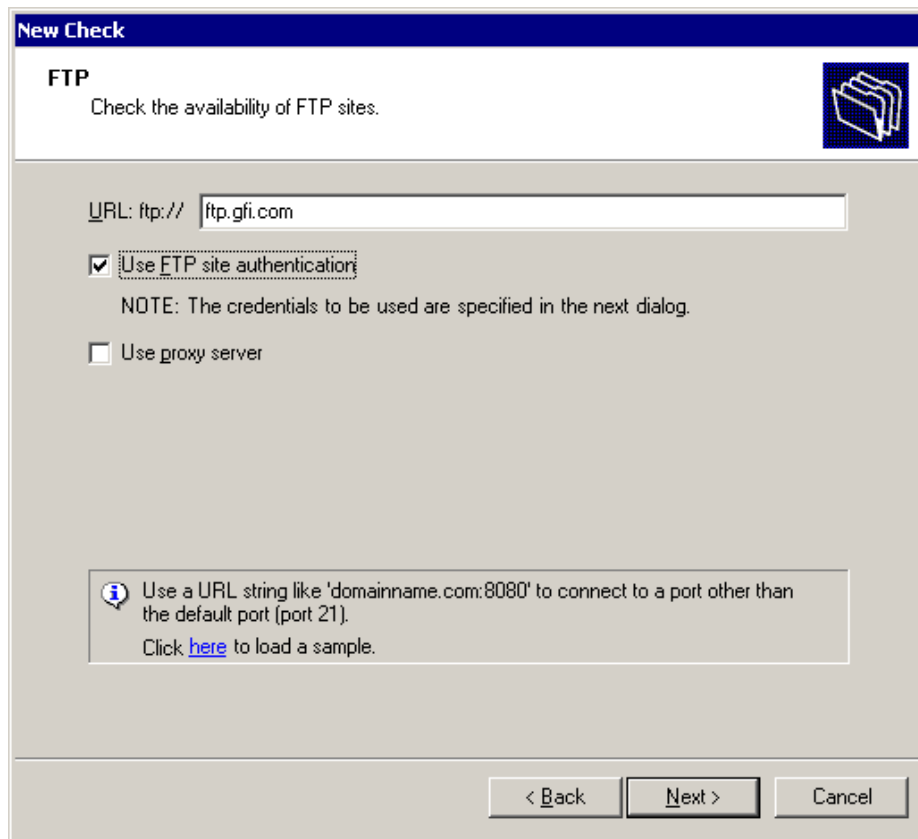 New Check
FTP
Check the availability of FTP sites.
URL: ftp:// ftp.gfi.com
Use FTP site authentication
NOTE: The credentials to be used are specified in the next dialog.
Use proxy server
Use a URL string like 'domainname.com:8080' to connect to a port other than
the default port (port 21).
Click here to load a sample.
< Back Next > Cancel